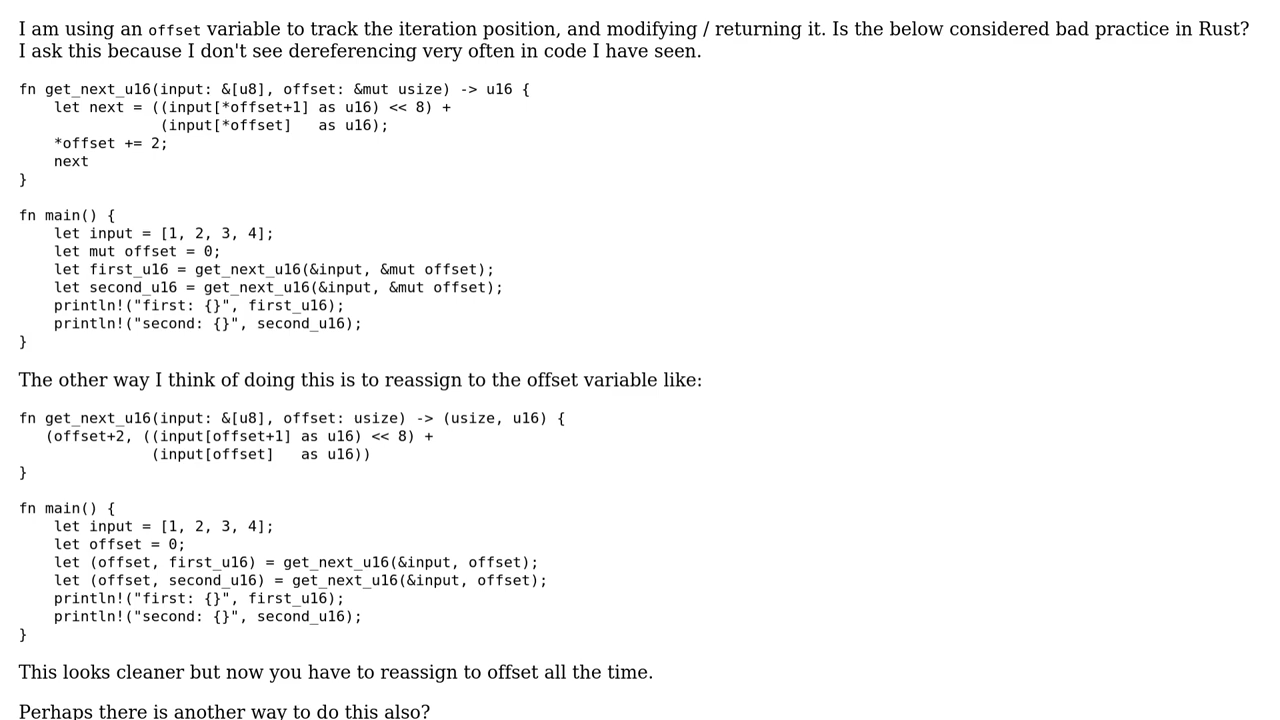 I am using an offset variable to track the iteration position, and modifying / returning it. Is the below considered bad practice in Rust?
I ask this because I don't see dereferencing very often in code I have seen.
fn get_next_u16(input: &[u8], offset: &mut usize) -> u16 {
    let next = ((input[*offset+1] as u16) << 8) +
                (input[*offset]   as u16);
    *offset += 2;
    next
}
fn main() {
    let input = [1, 2, 3, 4];
    let mut offset = 0;
    let first_u16 = get_next_u16(&input, &mut offset);
    let second_u16 = get_next_u16(&input, &mut offset);
    println!("first: {}", first_u16);
    println!("second: {}", second_u16);
}
The other way I think of doing this is to reassign to the offset variable like:
fn get_next_u16(input: &[u8], offset: usize) -> (usize, u16) {
   (offset+2, ((input[offset+1] as u16) << 8) +
               (input[offset]   as u16))
}
fn main() {
    let input = [1, 2, 3, 4];
    let offset = 0;
    let (offset, first_u16) = get_next_u16(&input, offset);
    let (offset, second_u16) = get_next_u16(&input, offset);
    println!("first: {}", first_u16);
    println!("second: {}", second_u16);
}
This looks cleaner but now you have to reassign to offset all the time.
Perhaps there is another way to do this also?